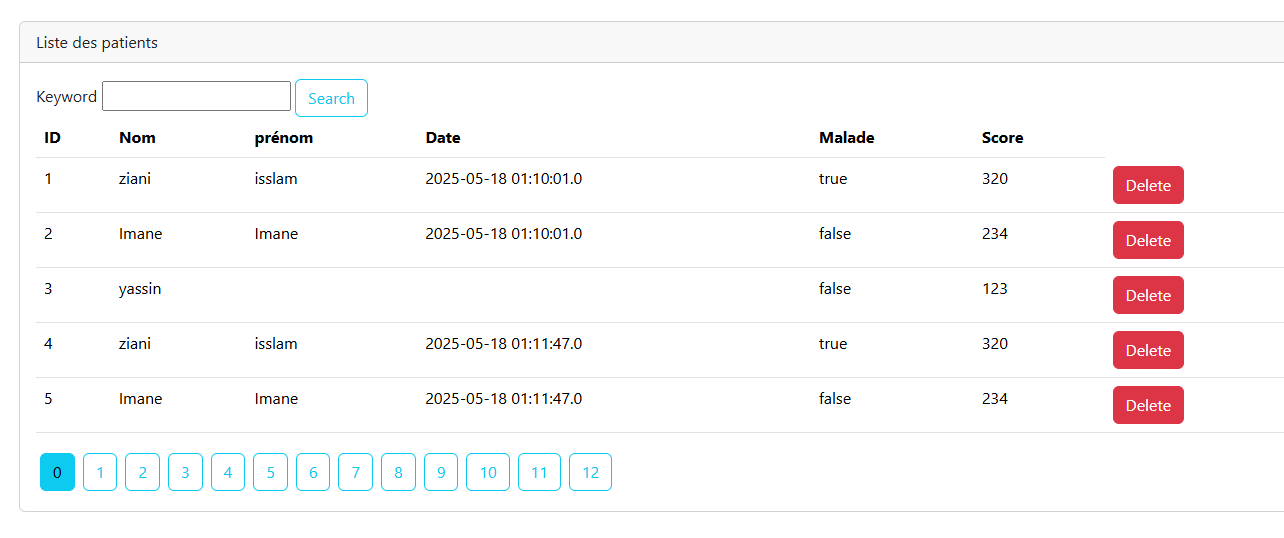 Liste des patients
Keyword Search
ID Nom prénom Date Malade Score
1 ziani isslam 2025-05-18 01:10:01.0 true 320 Delete
2 Imane Imane 2025-05-18 01:10:01.0 false 234 Delete
3 yassin false 123 Delete
4 ziani isslam 2025-05-18 01:11:47.0 true 320 Delete
5 Imane Imane 2025-05-18 01:11:47.0 false 234 Delete
0 1 2 3 4 5 6 7 8 9 10 11 12